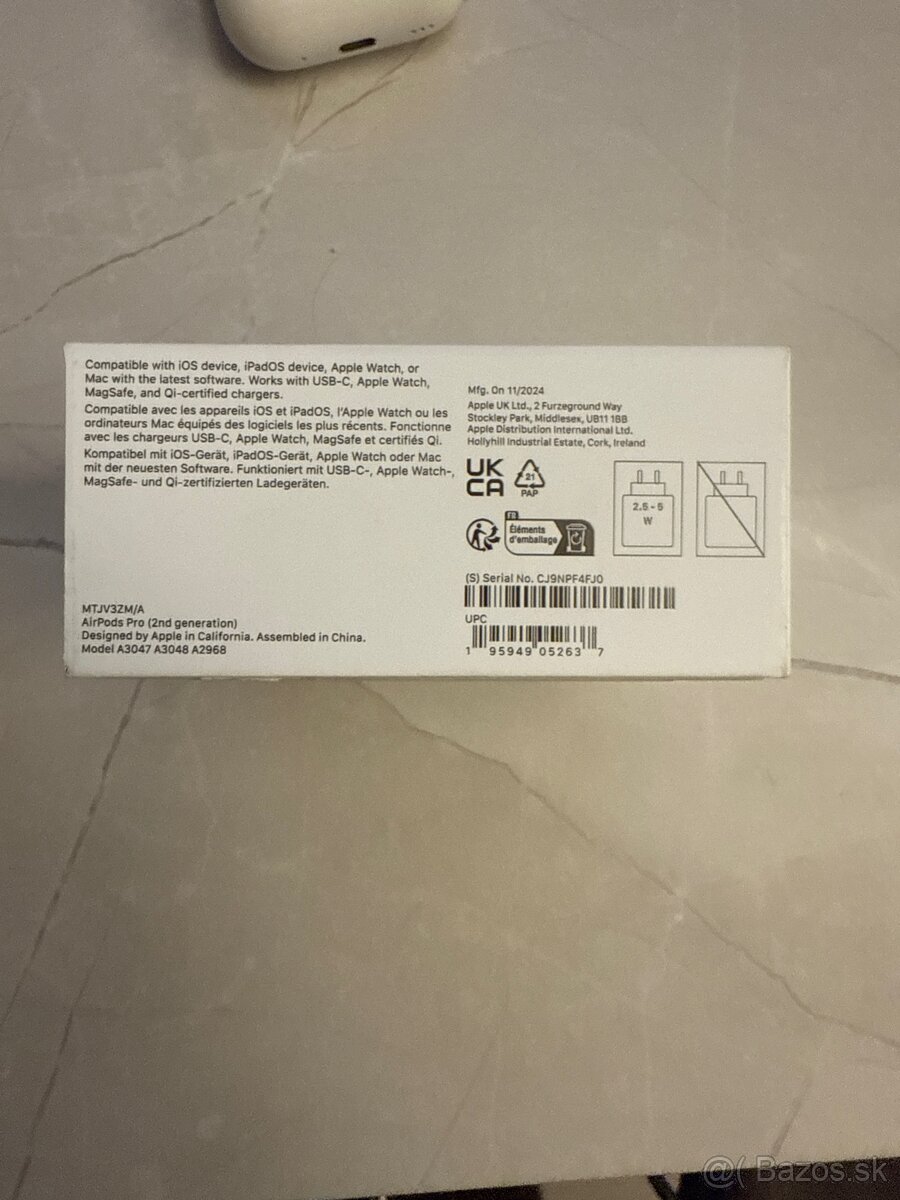 Compatible with iOS device, iPadOS device, Apple Watch, or
Mac with the latest software. Works with USB-C, Apple Watch,
MagSafe, and Qi-certified chargers.
Compatible avec les appareils iOS et iPadOS, l'Apple Watch ou les
ordinateurs Mac équipés des logiciels les plus récents. Fonctionne
avec les chargeurs USB-C, Apple Watch, MagSafe et certifiés Qi.
Kompatibel mit iOS-Gerät, iPadOS-Gerät, Apple Watch oder Mac
mit der neuesten Software. Funktioniert mit USB-C-, Apple Watch-,
MagSafe- und Qi-zertifizierten Ladegeräten.
MTJV3ZM/A
AirPods Pro (2nd generation)
Designed by Apple in California. Assembled in China.
Model A3047 A3048 A2968
Mfg. On 11/2024
Apple UK Ltd., 2 Furzeground Way
Stockley Park, Middlesex, UB11 1BB
Apple Distribution International Ltd.
Hollyhill Industrial Estate, Cork, Ireland
UK
CA
21
PAP
FR
Éléments
d'emballage
2.5 - 5
W
(S) Serial No. CJ9NPF4FJ0
UPC
1 95949 05263 7
@( Bazos.sk